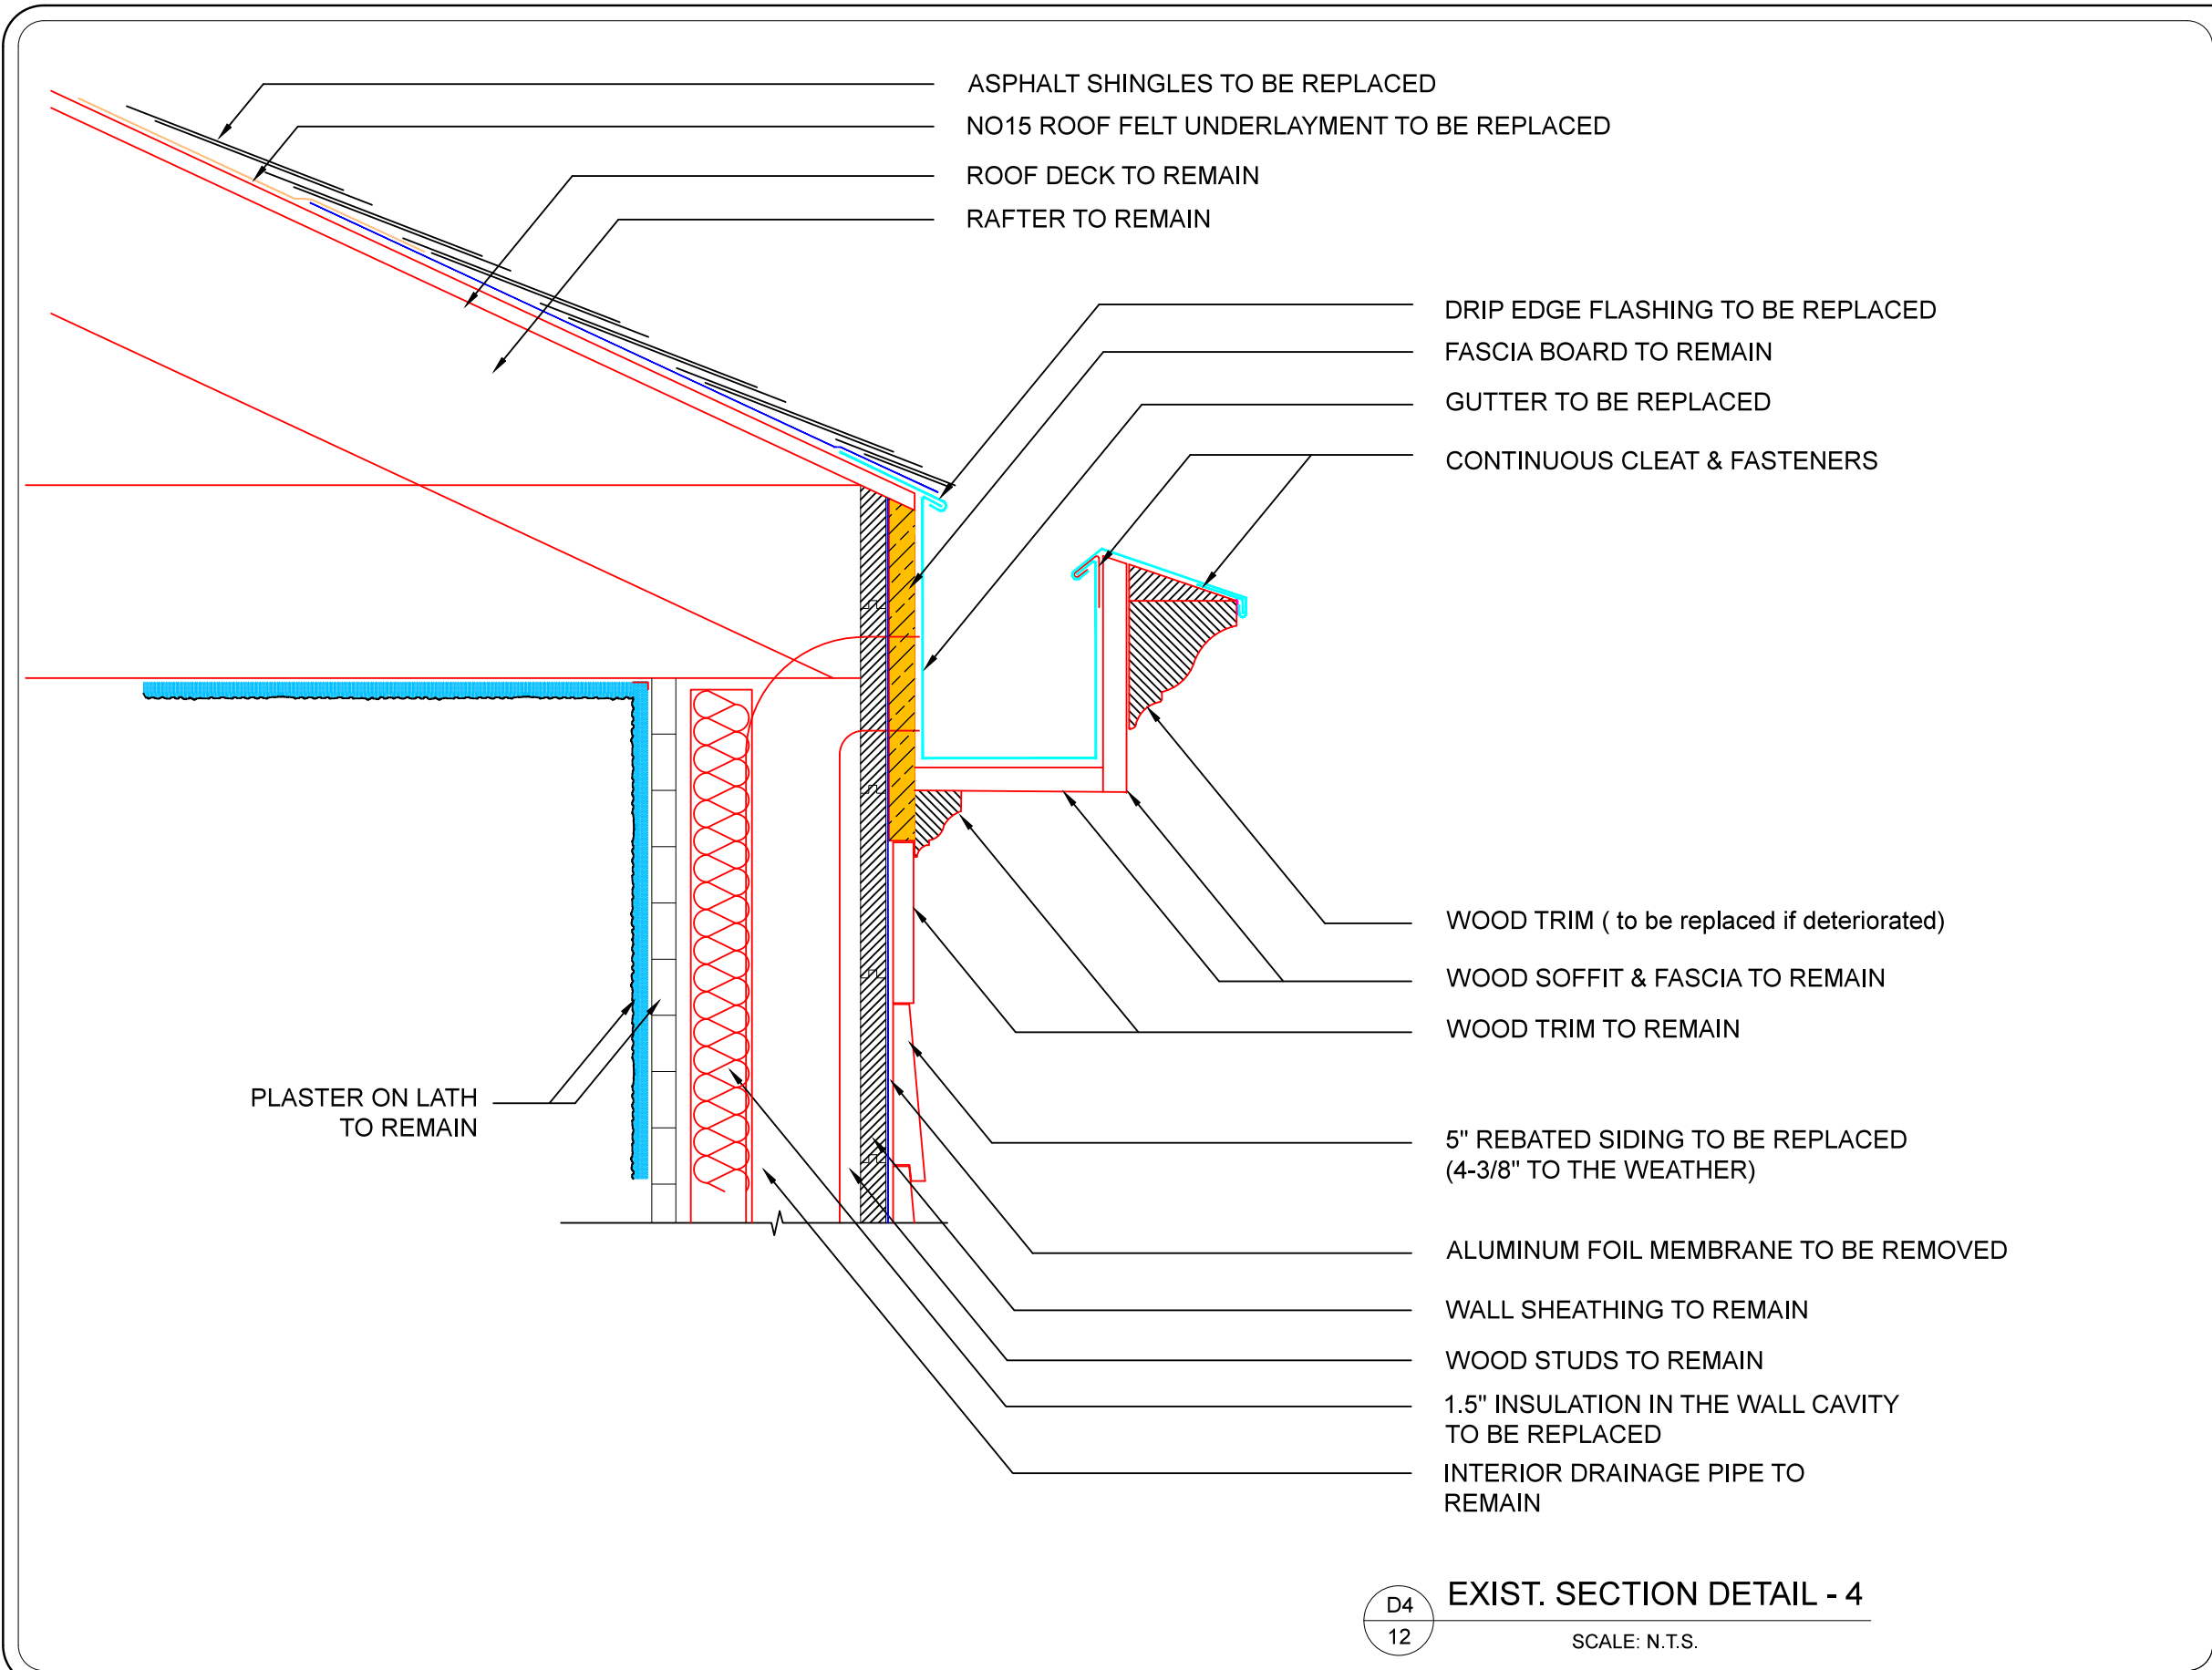 ASPHALT SHINGLES TO BE REPLACED
NO15 ROOF FELT UNDERLAYMENT TO BE REPLACED
ROOF DECK TO REMAIN
RAFTER TO REMAIN
DRIP EDGE FLASHING TO BE REPLACED
FASCIA BOARD TO REMAIN
GUTTER TO BE REPLACED
CONTINUOUS CLEAT & FASTENERS
WOOD TRIM ( to be replaced if deteriorated)
WOOD SOFFIT & FASCIA TO REMAIN
WOOD TRIM TO REMAIN
PLASTER ON LATH
TO REMAIN
5" REBATED SIDING TO BE REPLACED
(4-3/8" TO THE WEATHER)
ALUMINUM FOIL MEMBRANE TO BE REMOVED
WALL SHEATHING TO REMAIN
WOOD STUDS TO REMAIN
1.5" INSULATION IN THE WALL CAVITY
TO BE REPLACED
INTERIOR DRAINAGE PIPE TO
REMAIN
D4
12
EXIST. SECTION DETAIL - 4
SCALE: N.T.S.